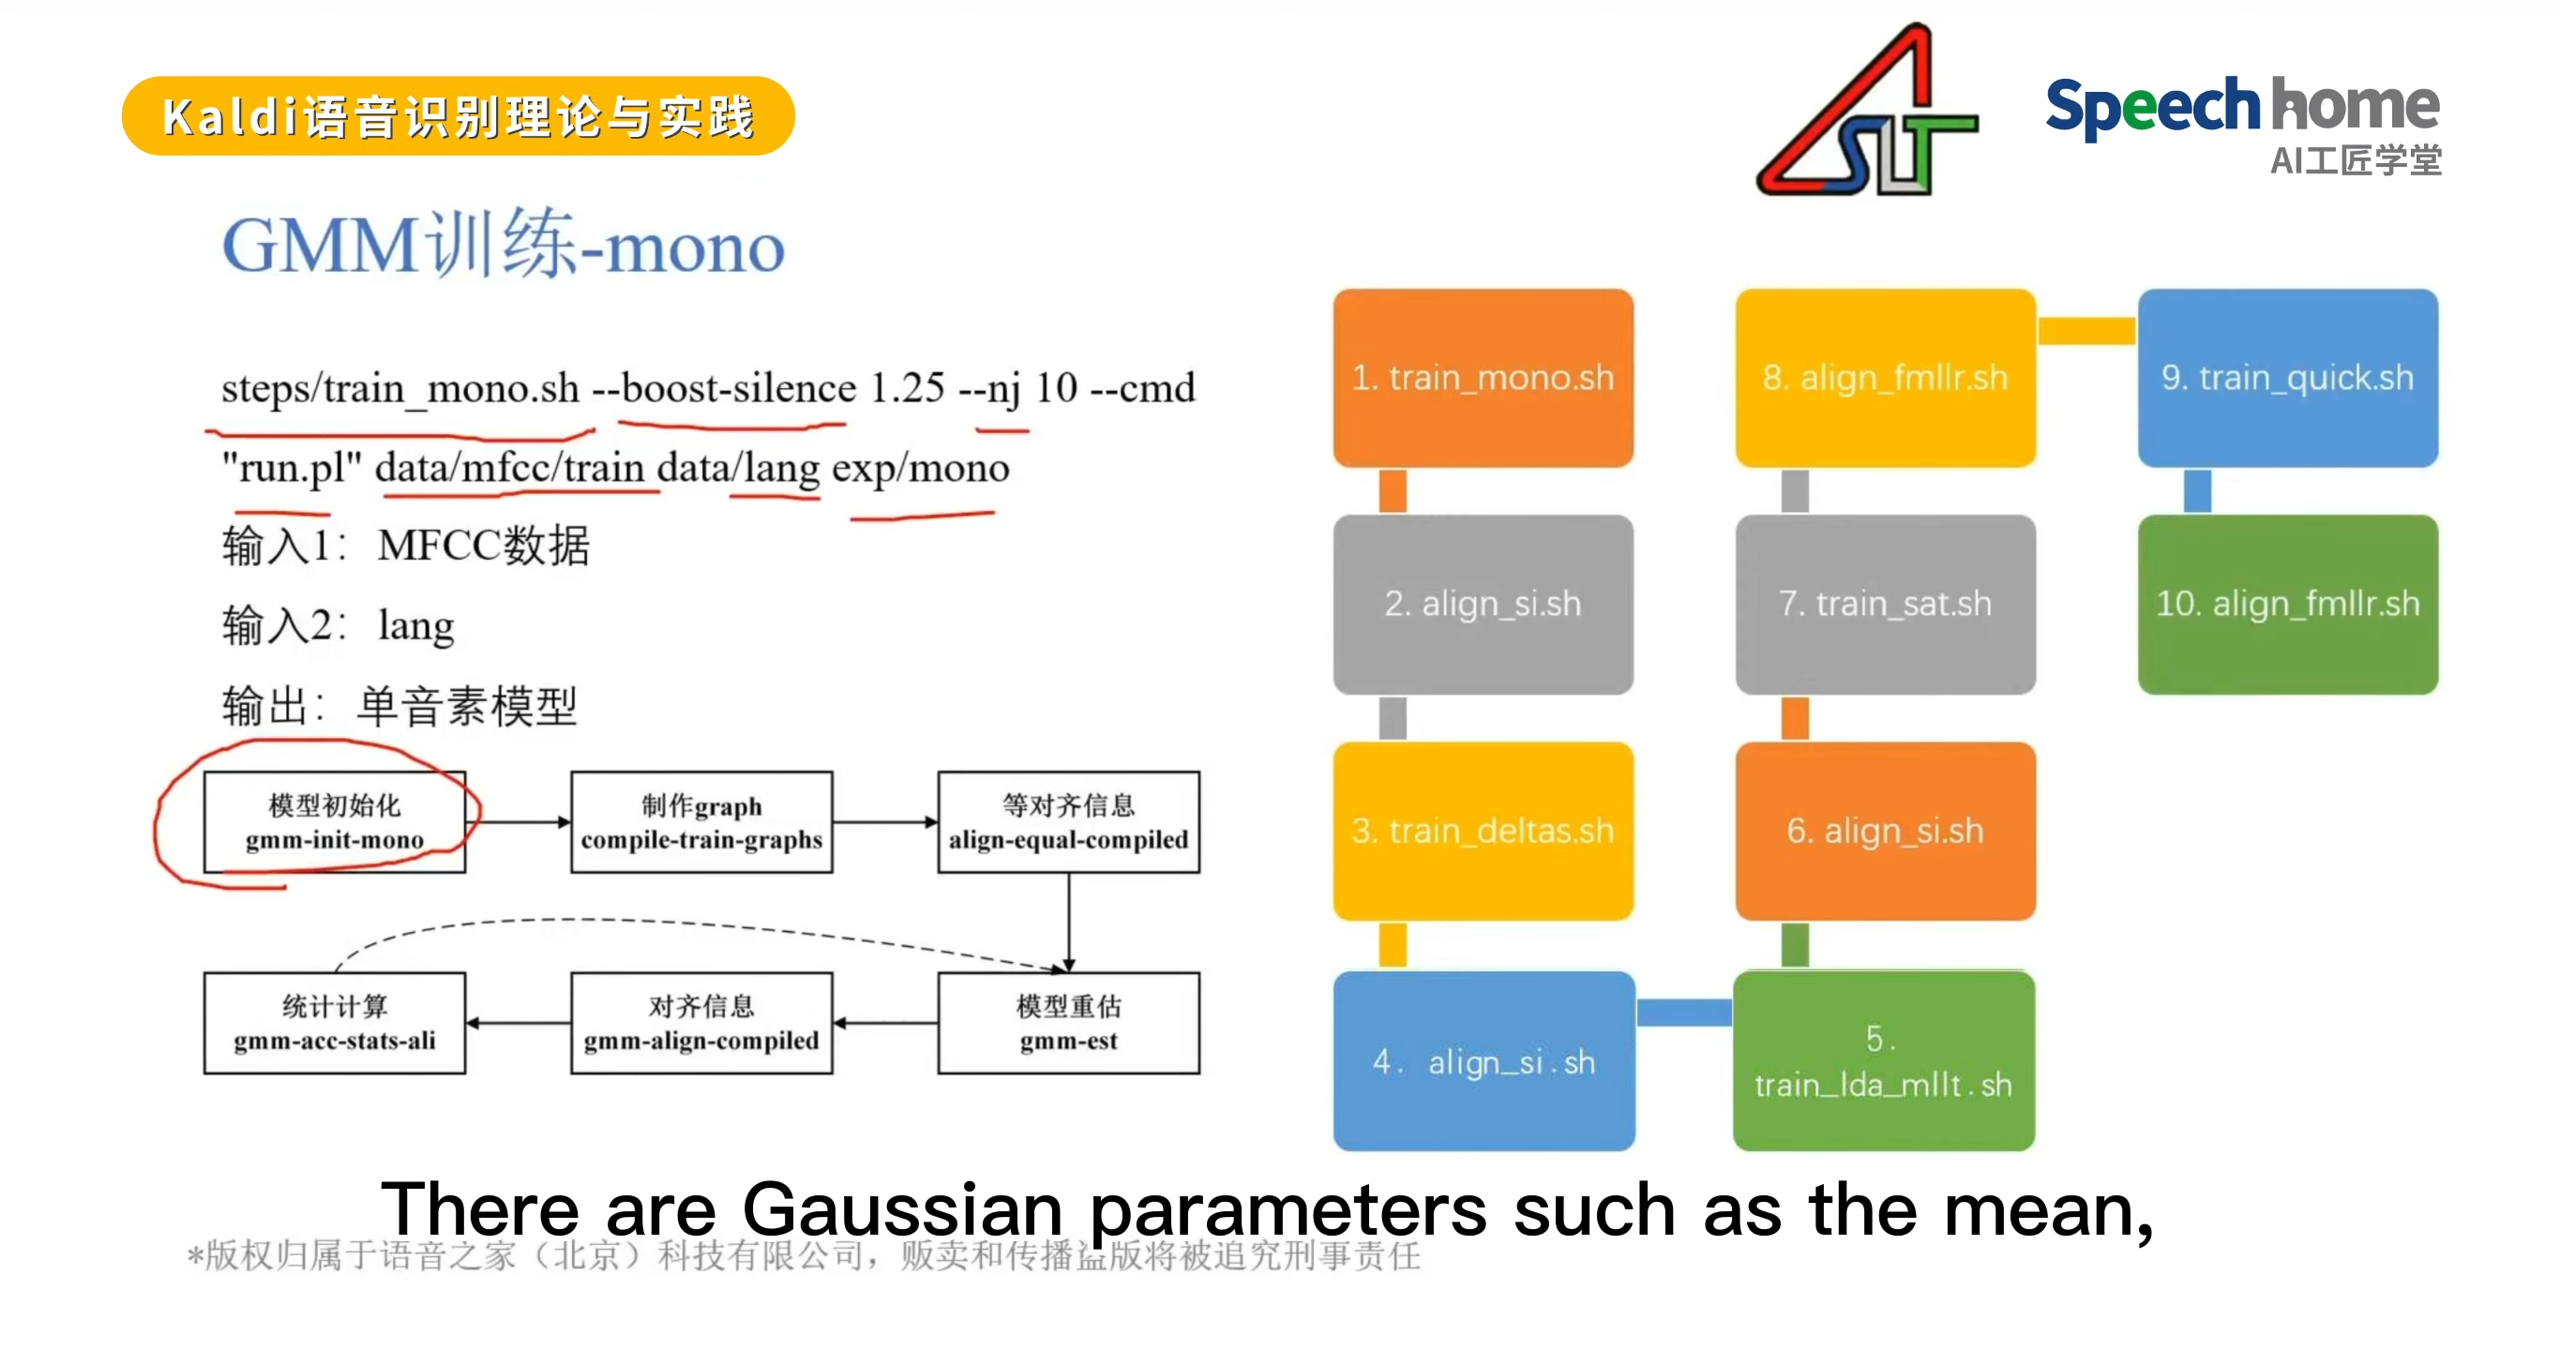 Kaldi语音识别理论与实践
ASLT
Speech home
AI工匠学堂
GMM训练-mono
steps/train_mono.sh --boost-silence 1.25 --nj 10 --cmd
"run.pl" data/mfcc/train data/lang exp/mono
输入1：MFCC数据
输入2：lang
输出：单音素模型
模型初始化
gmm-init-mono
制作graph
compile-train-graphs
等对齐信息
align-equal-compiled
统计计算
gmm-acc-stats-ali
对齐信息
gmm-align-compiled
模型重估
gmm-est
1. train_mono.sh
2. align_si.sh
3. train_deltas.sh
4. align_si.sh
5.
train_lda_mllt.sh
6. align_si.sh
7. train_sat.sh
8. align_fmllr.sh
9. train_quick.sh
10. align_fmllr.sh
There are Gaussian parameters such as the mean,
*版权归属于语音之家（北京）科技有限公司，贩卖和传播盗版将被追究刑事责任